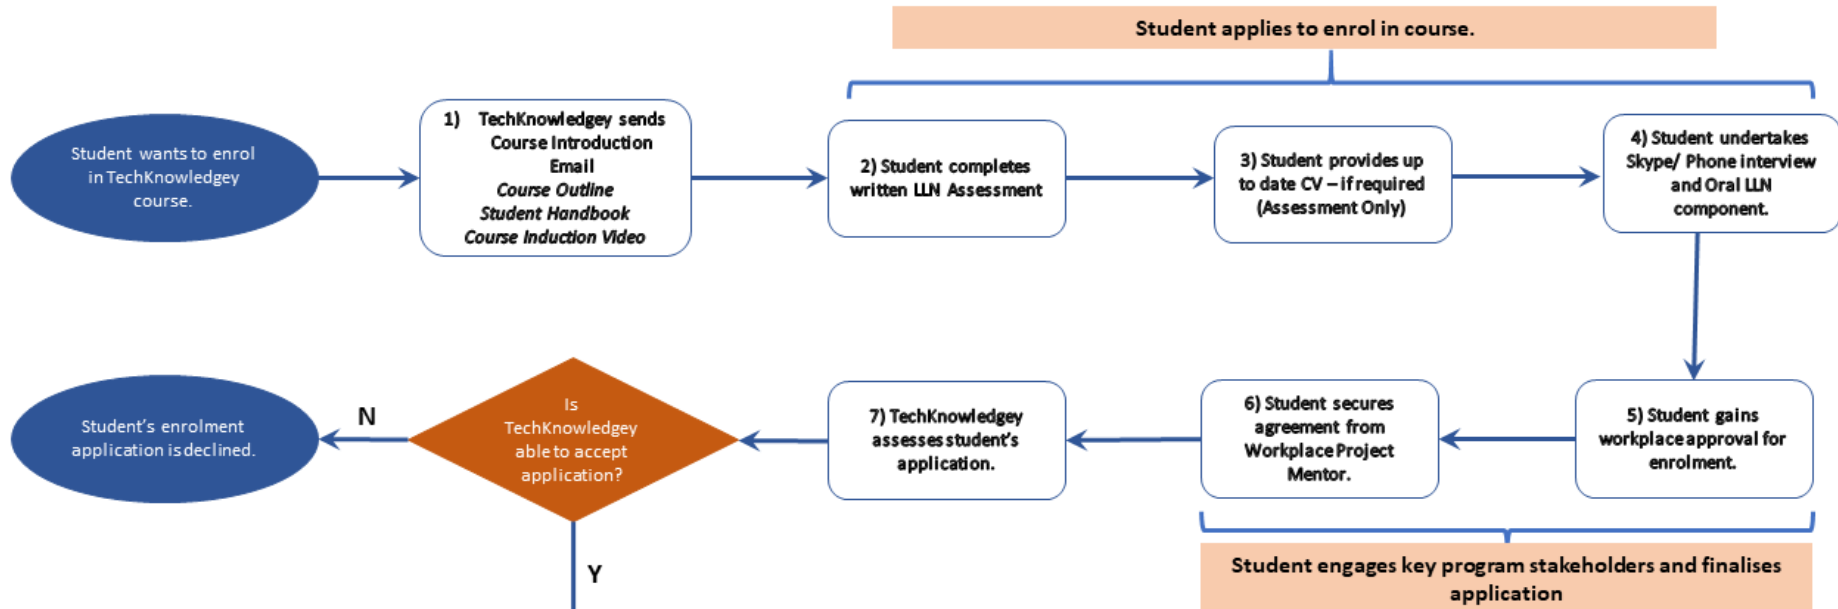 Student applies to enrol in course.
Student wants to enrol
in TechKnowledgey
course.
1) TechKnowledgey sends
Course Introduction
Email
Course Outline
Student Handbook
Course Induction Video
2) Student completes
written LLN Assessment
3) Student provides up
to date CV – if required
(Assessment Only)
4) Student undertakes
Skype/ Phone interview
and Oral LLN
component.
5) Student gains
workplace approval for
enrolment.
6) Student secures
agreement from
Workplace Project
Mentor.
Student engages key program stakeholders and finalises
application
7) TechKnowledgey
assesses student's
application.
Is
TechKnowledgey
able to accept
application?
N
Student's enrolment
application is declined.
Y